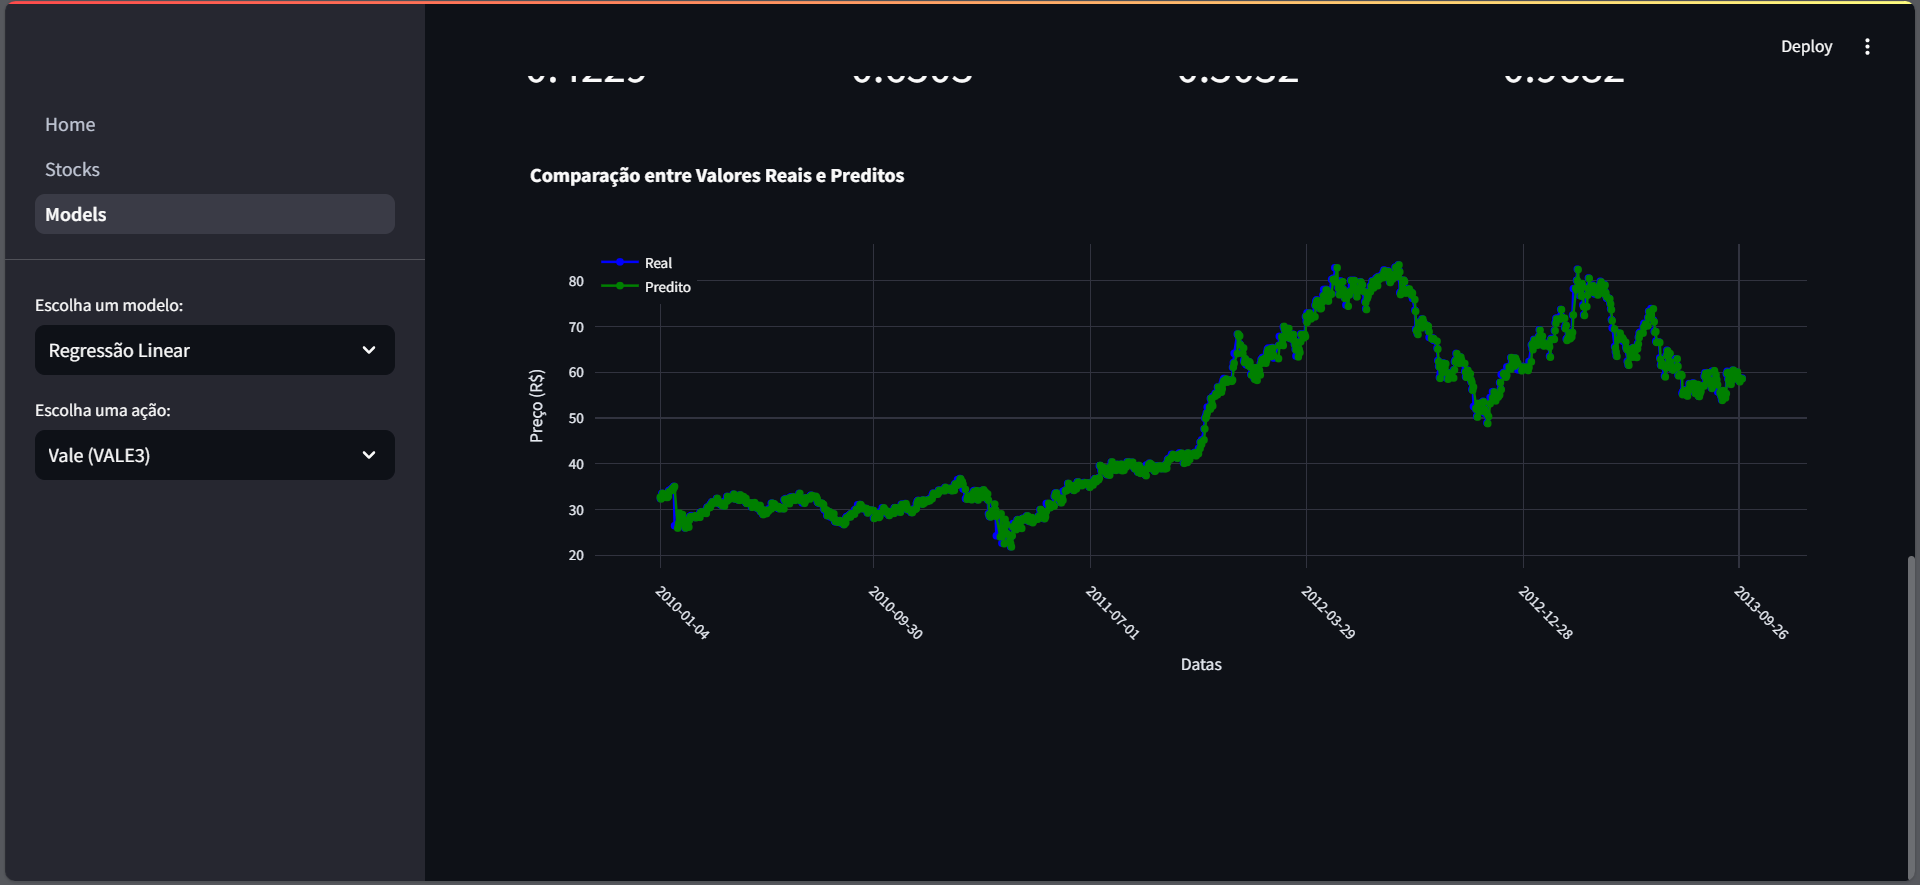 Deploy
Home
Stocks
Models
Escolha um modelo:
Regressão Linear
Escolha uma ação:
Vale (VALE3)
Comparação entre Valores Reais e Preditos
Real
Predito
80
70
60
50
40
30
20
Preço (R$)
2010-01-04
2010-09-30
2011-07-01
2012-03-29
2012-12-28
2013-09-26
Datas